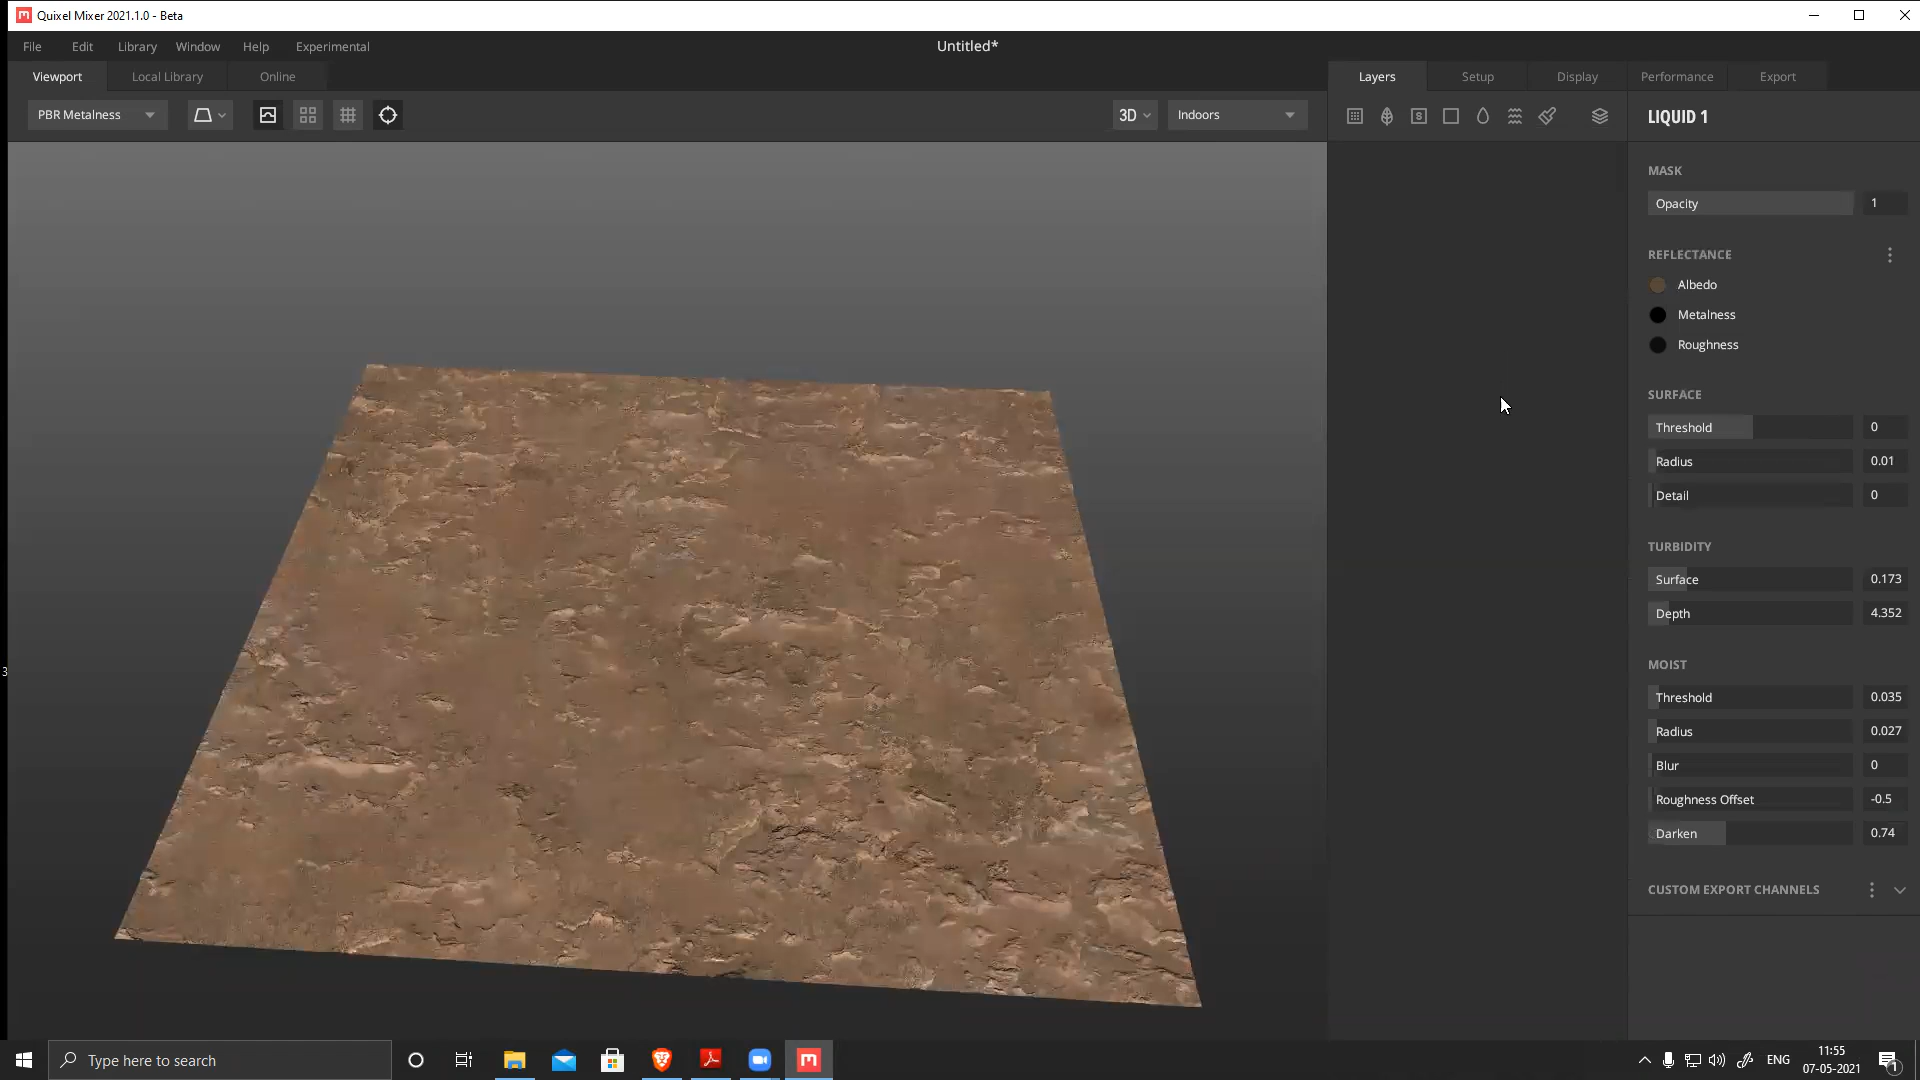 Quixel Mixer 2021.1.0 - Beta
File Edit Library Window Help Experimental
Untitled*
Viewport Local Library Online
Layers Setup Display Performance Export
PBR Metalness
3D
Indoors
S
LIQUID 1
MASK
Opacity 1
REFLECTANCE
Albedo
Metalness
Roughness
SURFACE
Threshold 0
Radius 0.01
Detail 0
TURBIDITY
Surface 0.173
Depth 4.352
MOIST
Threshold 0.035
Radius 0.027
Blur 0
Roughness Offset -0.5
Darken 0.74
CUSTOM EXPORT CHANNELS
3
Type here to search
ENG
11:55
07-05-2021
1